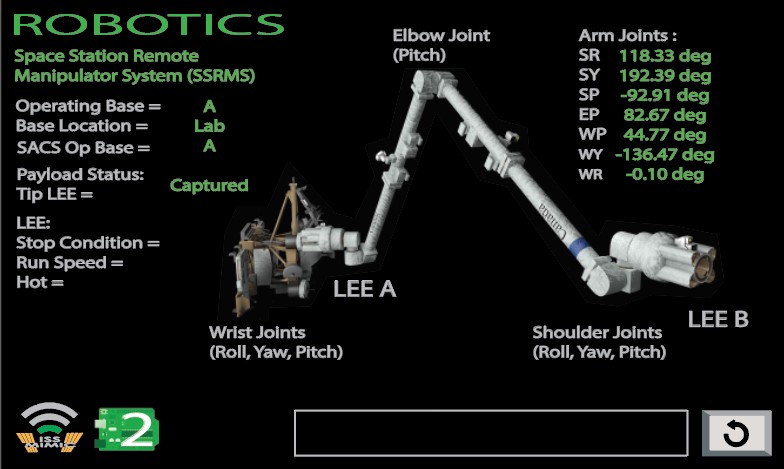 ROBOTICS
Space Station Remote
Manipulator System (SSRMS)
Operating Base = A
Base Location = Lab
SACS Op Base = A
Payload Status: Captured
Tip LEE =
LEE:
Stop Condition =
Run Speed =
Hot =
Elbow Joint
(Pitch)
Arm Joints :
SR 118.33 deg
SY 192.39 deg
SP -92.91 deg
EP 82.67 deg
WP 44.77 deg
WY -136.47 deg
WR -0.10 deg
Canada
LEE A
LEE B
Wrist Joints
(Roll, Yaw, Pitch)
Shoulder Joints
(Roll, Yaw, Pitch)
ISS
MIMIC
2